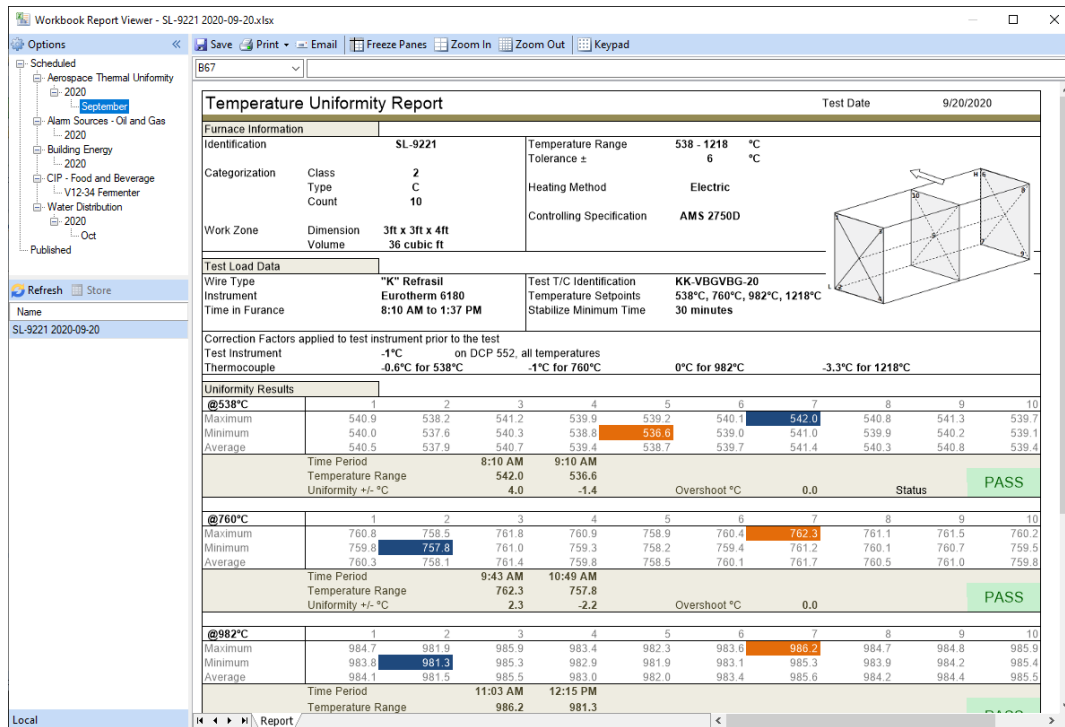 Workbook Report Viewer - SL-9221 2020-09-20.xlsx
Options «
Save Print Email Freeze Panes Zoom In Zoom Out Keypad
Scheduled
Aerospace Thermal Uniformity
2020
September
Alarm Sources - Oil and Gas
2020
Building Energy
2020
CIP - Food and Beverage
V12-34 Fermenter
Water Distribution
2020
Oct
Published
Refresh Store
Name
SL-9221 2020-09-20
Local
B67
Temperature Uniformity Report Test Date 9/20/2020
Furnace Information
Identification SL-9221 Temperature Range 538 - 1218 °C
Tolerance ± 6 °C
Categorization Class 2
Type C Heating Method Electric
Count 10
Controlling Specification AMS 2750D
Work Zone Dimension 3ft x 3ft x 4ft
Volume 36 cubic ft
Test Load Data
Wire Type "K" Refrasil Test T/C Identification KK-VBGVBG-20
Instrument Eurotherm 6180 Temperature Setpoints 538°C, 760°C, 982°C, 1218°C
Time in Furance 8:10 AM to 1:37 PM Stabilize Minimum Time 30 minutes
Correction Factors applied to test instrument prior to the test
Test Instrument -1°C on DCP 552, all temperatures
Thermocouple -0.6°C for 538°C -1°C for 760°C 0°C for 982°C -3.3°C for 1218°C
Uniformity Results
@538°C 1 2 3 4 5 6 7 8 9 10
Maximum 540.9 538.2 541.2 539.9 539.2 540.1 542.0 540.8 541.3 539.7
Minimum 540.0 537.6 540.3 538.8 536.6 539.0 541.0 539.9 540.2 539.1
Average 540.5 537.9 540.7 539.4 538.7 539.7 541.4 540.3 540.8 539.4
Time Period 8:10 AM 9:10 AM
Temperature Range 542.0 536.6
Uniformity +/- °C 4.0 -1.4 Overshoot °C 0.0 Status PASS
@760°C 1 2 3 4 5 6 7 8 9 10
Maximum 760.8 758.5 761.8 760.9 758.9 760.4 762.3 761.1 761.5 760.2
Minimum 759.8 757.8 761.0 759.3 758.2 759.4 761.2 760.1 760.7 759.5
Average 760.3 758.1 761.4 759.8 758.5 760.1 761.7 760.5 761.0 759.8
Time Period 9:43 AM 10:49 AM
Temperature Range 762.3 757.8
Uniformity +/- °C 2.3 -2.2 Overshoot °C 0.0 PASS
@982°C 1 2 3 4 5 6 7 8 9 10
Maximum 984.7 981.9 985.9 983.4 982.3 983.6 986.2 984.7 984.8 985.9
Minimum 983.8 981.3 985.3 982.9 981.9 983.1 985.3 983.9 984.2 985.4
Average 984.1 981.5 985.5 983.0 982.0 983.4 985.6 984.2 984.4 985.5
Time Period 11:03 AM 12:15 PM
Temperature Range 986.2 981.3
PASS
Report